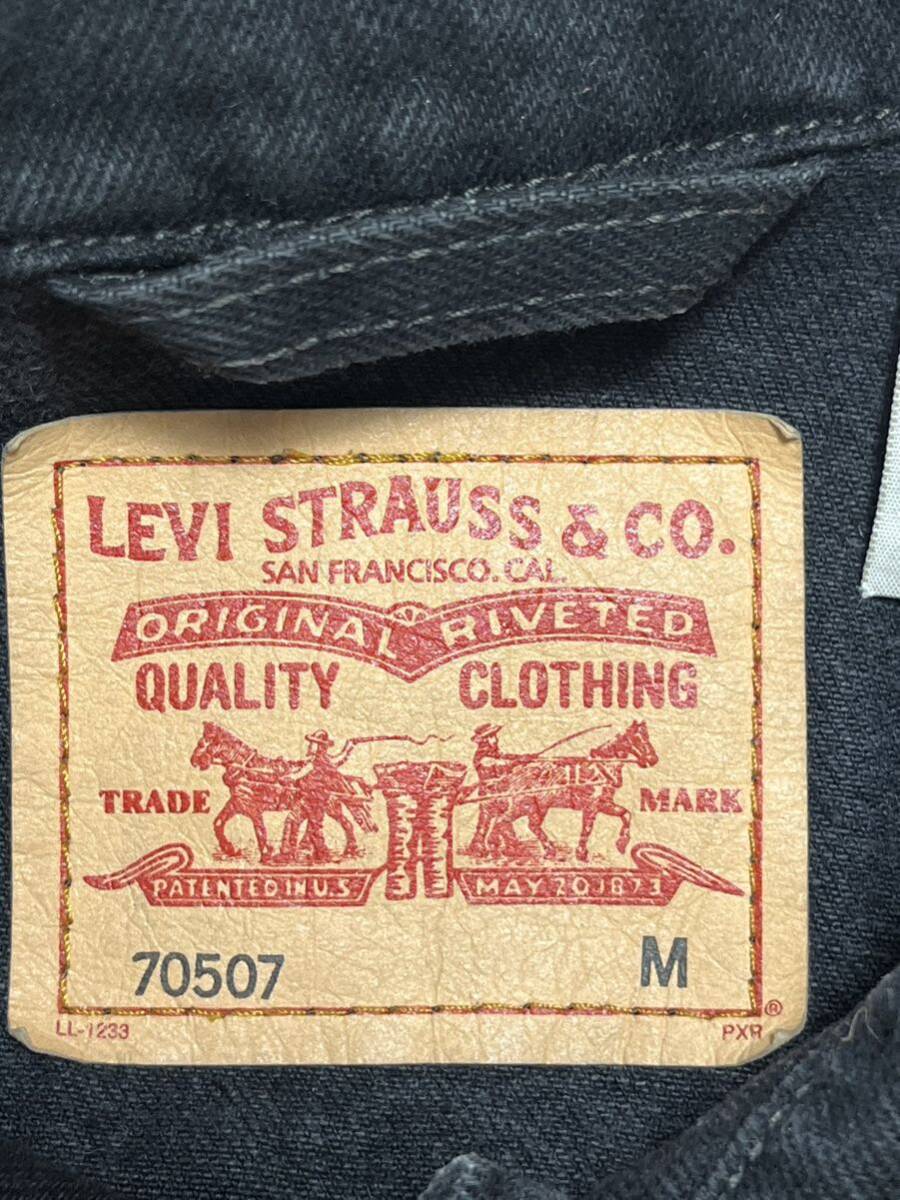 LEVI STRAUSS & CO.
SAN FRANCISCO. CAL.
ORIGINAL RIVETED
QUALITY CLOTHING
TRADE MARK
PATENTED IN U.S. MAY 20 1873
70507 M
®
LL-1233 PXR